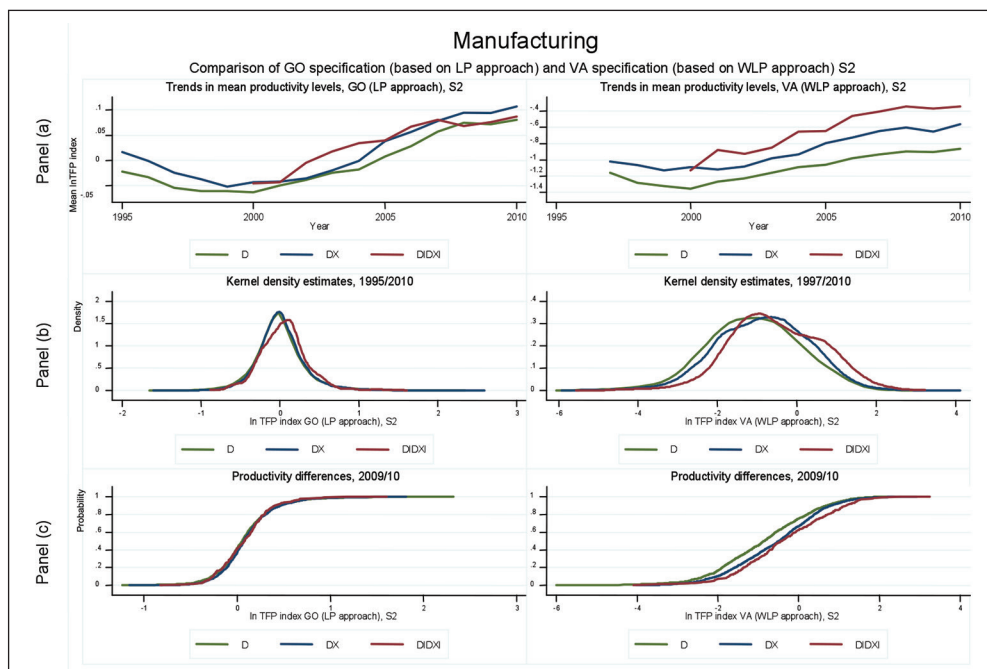 Manufacturing
Comparison of GO specification (based on LP approach) and VA specification (based on WLP approach) S2
Panel (a)
Trends in mean productivity levels, GO (LP approach), S2
Mean lnTFP index
.1
.05
0
-.05
1995 2000 2005 2010
Year
D DX DIDXI
Trends in mean productivity levels, VA (WLP approach), S2
-.4
-.6
-.8
-1
-1.2
-1.4
1995 2000 2005 2010
Year
D DX DIDXI
Panel (b)
Kernel density estimates, 1995/2010
Density
2
1.5
1
.5
0
-2 -1 0 1 2 3
ln TFP index GO (LP approach), S2
D DX DIDXI
Kernel density estimates, 1997/2010
.4
.3
.2
.1
0
-6 -4 -2 0 2 4
ln TFP index VA (WLP approach), S2
D DX DIDXI
Panel (c)
Productivity differences, 2009/10
Probability
1
.8
.6
.4
.2
0
-1 0 1 2 3
ln TFP index GO (LP approach), S2
D DX DIDXI
Productivity differences, 2009/10
1
.8
.6
.4
.2
0
-6 -4 -2 0 2 4
ln TFP index VA (WLP approach), S2
D DX DIDXI